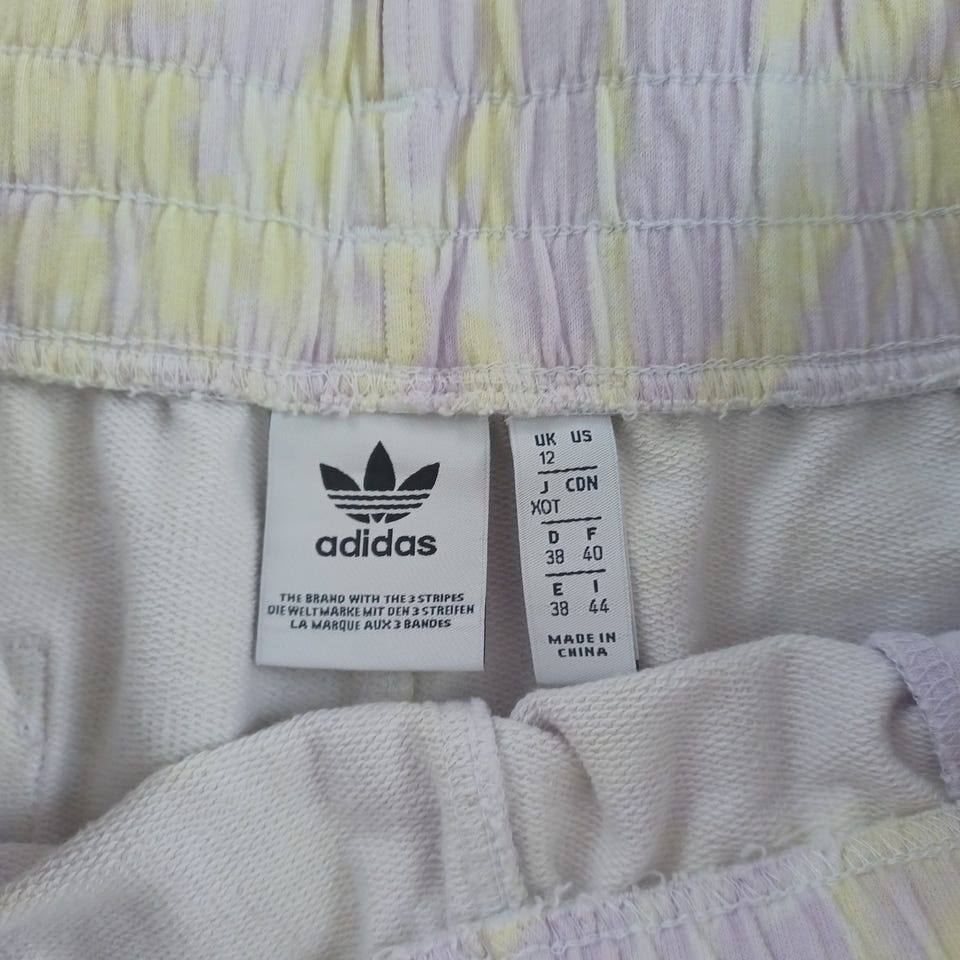 adidas
THE BRAND WITH THE 3 STRIPES
DIE WELTMARKE MIT DEN 3 STREIFEN
LA MARQUE AUX 3 BANDES
UK US
12
J CDN
XOT
D F
38 40
E I
38 44
MADE IN
CHINA